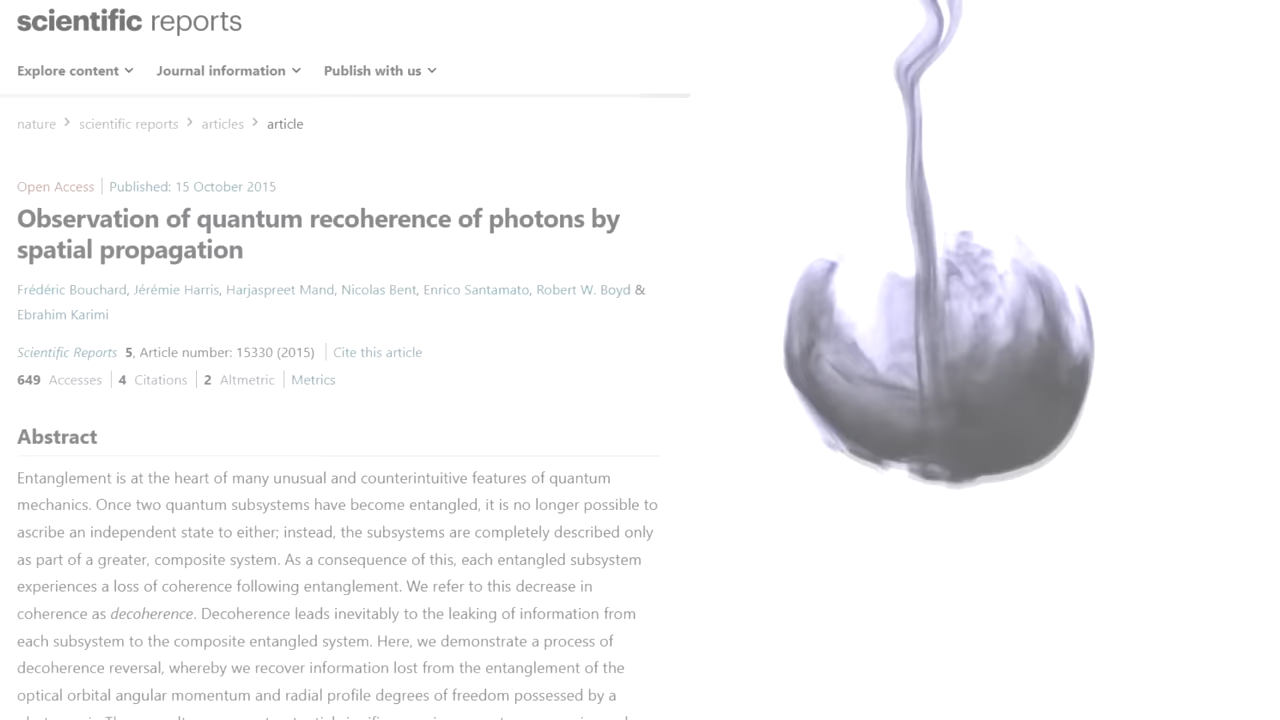 scientific reports
Explore content Journal information Publish with us
nature > scientific reports > articles > article
Open Access | Published: 15 October 2015
Observation of quantum recoherence of photons by
spatial propagation
Frédéric Bouchard, Jérémie Harris, Harjaspreet Mand, Nicolas Bent, Enrico Santamato, Robert W. Boyd &
Ebrahim Karimi
Scientific Reports 5, Article number: 15330 (2015) | Cite this article
649 Accesses | 4 Citations | 2 Altmetric | Metrics
Abstract
Entanglement is at the heart of many unusual and counterintuitive features of quantum
mechanics. Once two quantum subsystems have become entangled, it is no longer possible to
ascribe an independent state to either; instead, the subsystems are completely described only
as part of a greater, composite system. As a consequence of this, each entangled subsystem
experiences a loss of coherence following entanglement. We refer to this decrease in
coherence as decoherence. Decoherence leads inevitably to the leaking of information from
each subsystem to the composite entangled system. Here, we demonstrate a process of
decoherence reversal, whereby we recover information lost from the entanglement of the
optical orbital angular momentum and radial profile degrees of freedom possessed by a